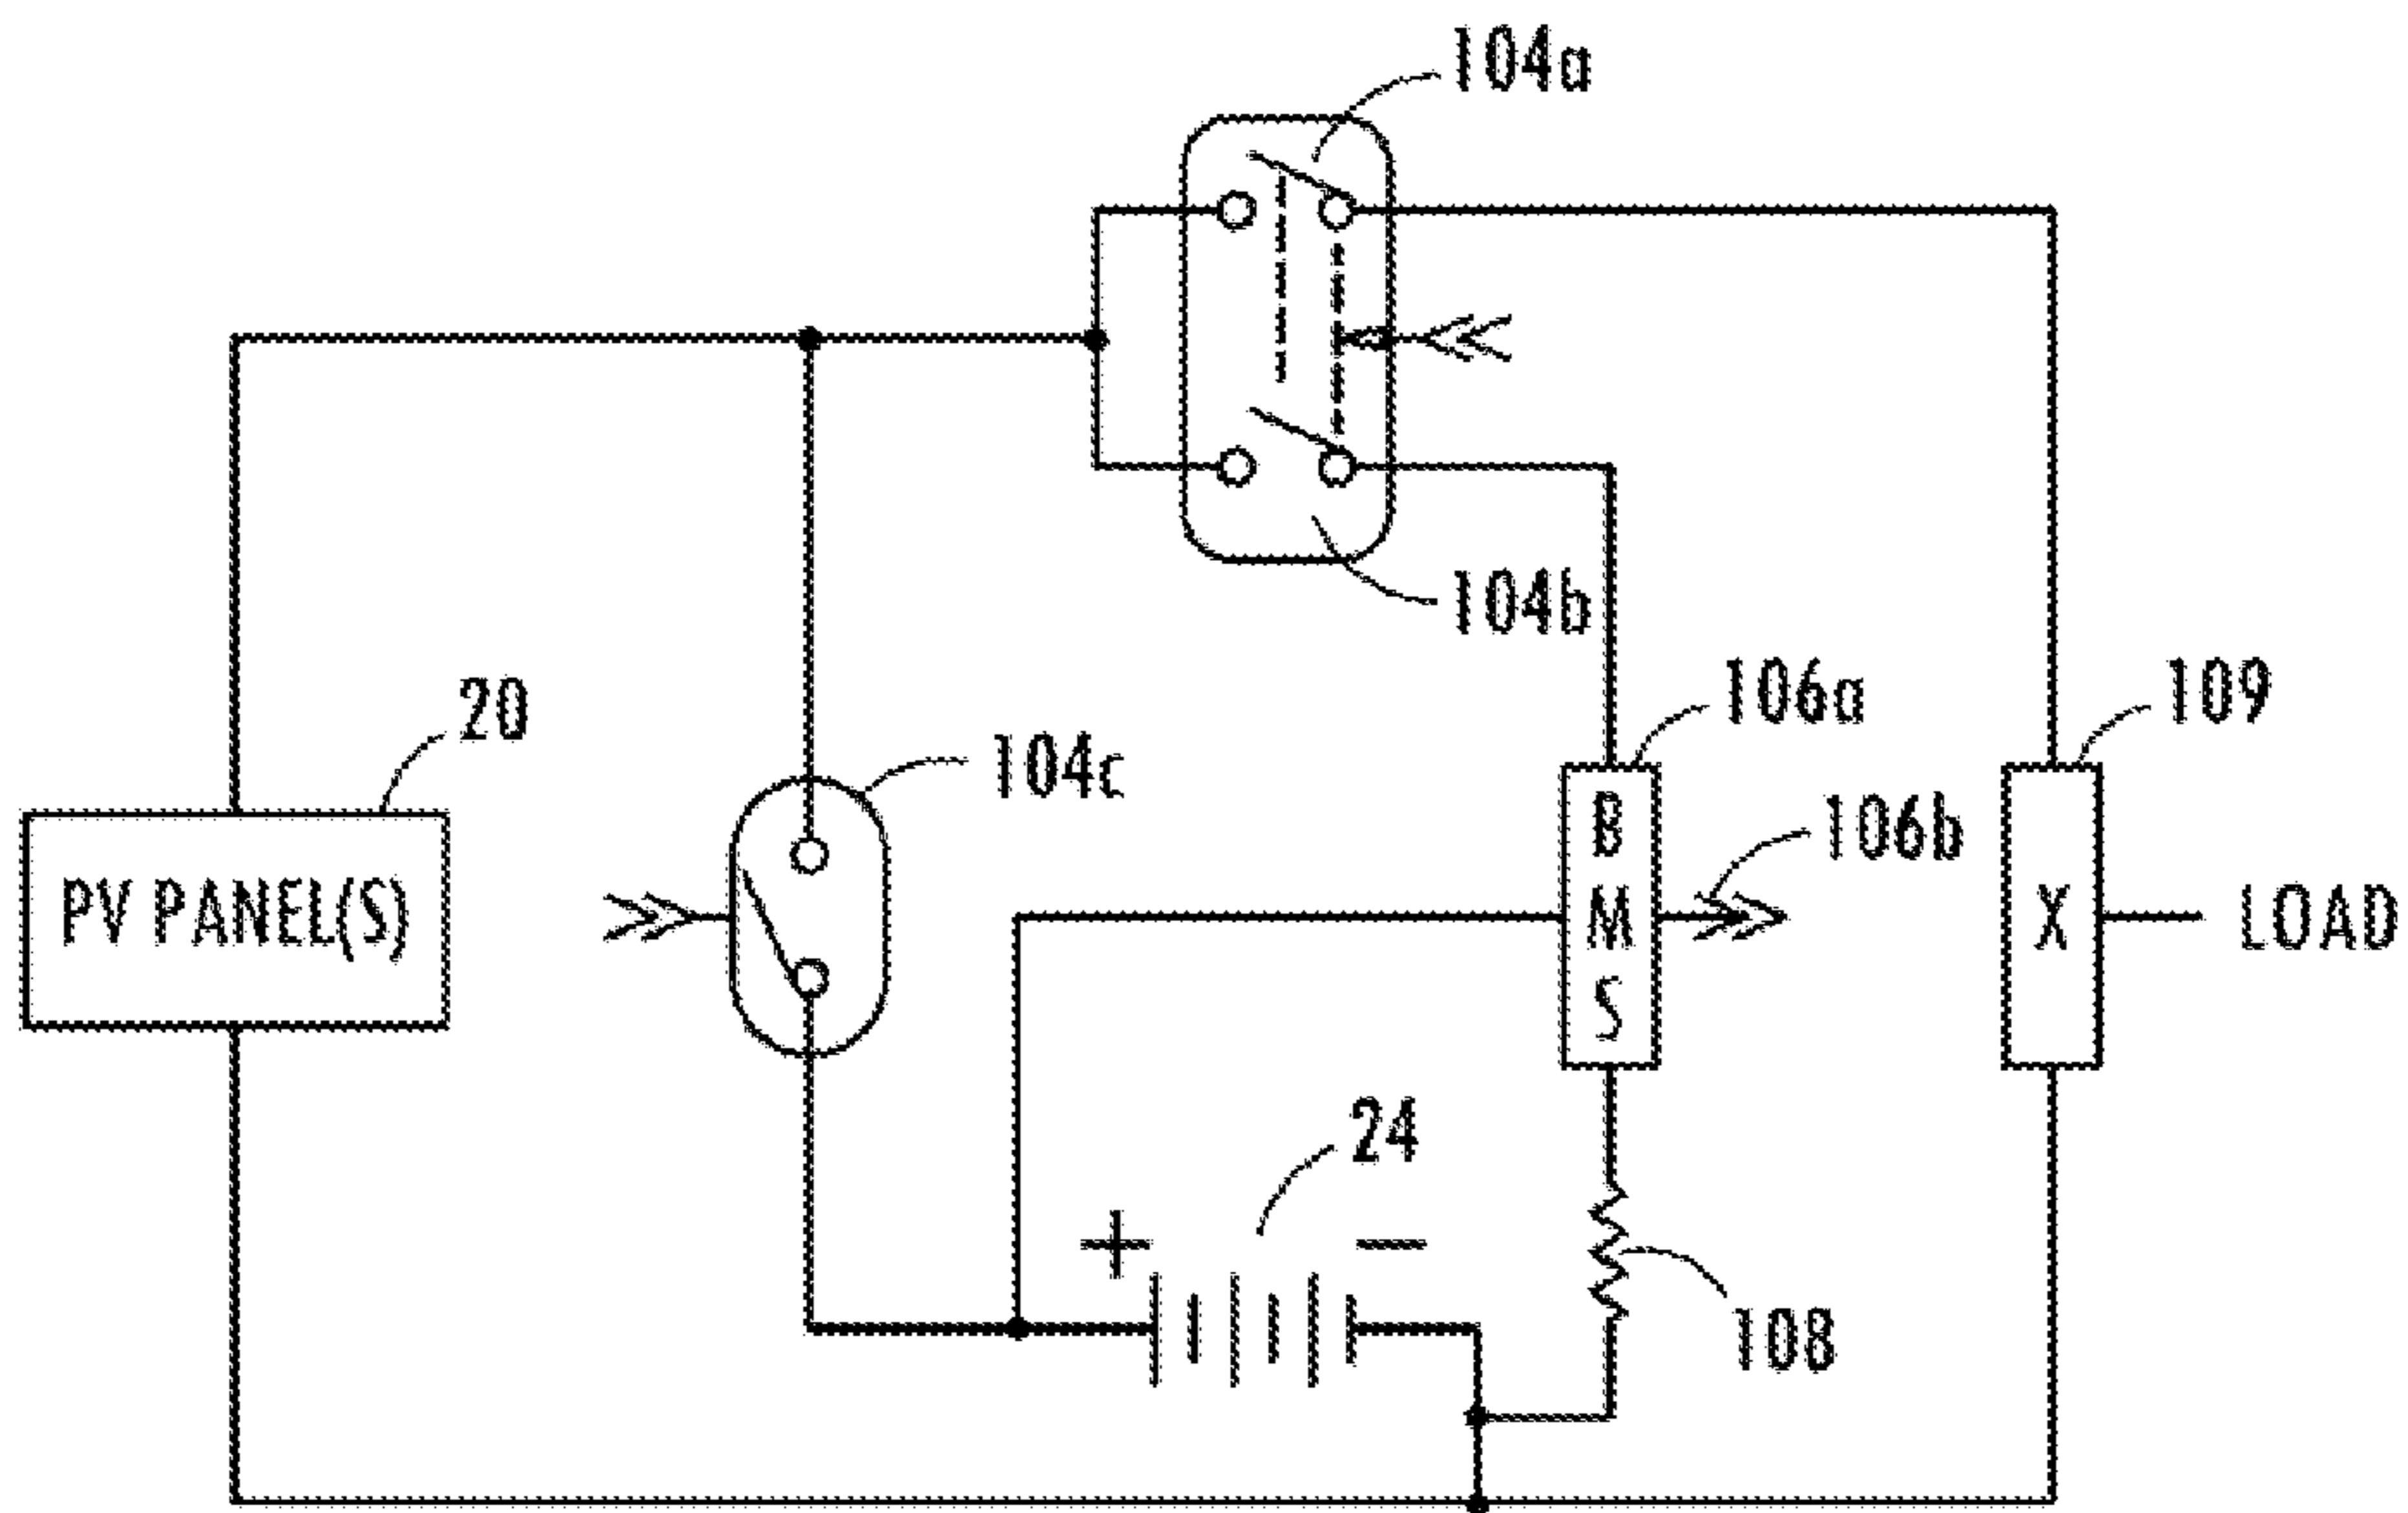 104a
104b
20
106a
109
104c
106b
PV PANEL(S)
B
M
S
X
LOAD
24
+
−
108